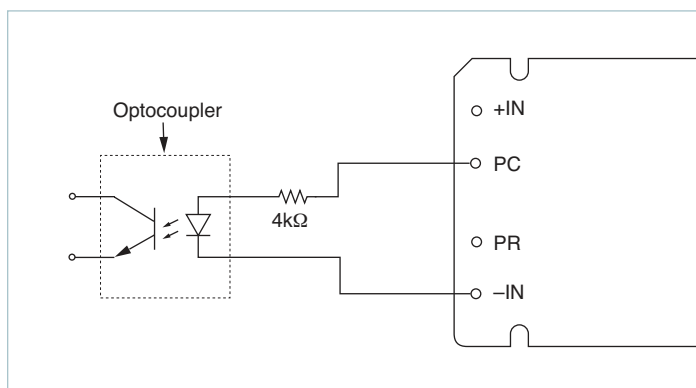 Optocoupler
4kΩ
+IN
PC
PR
–IN